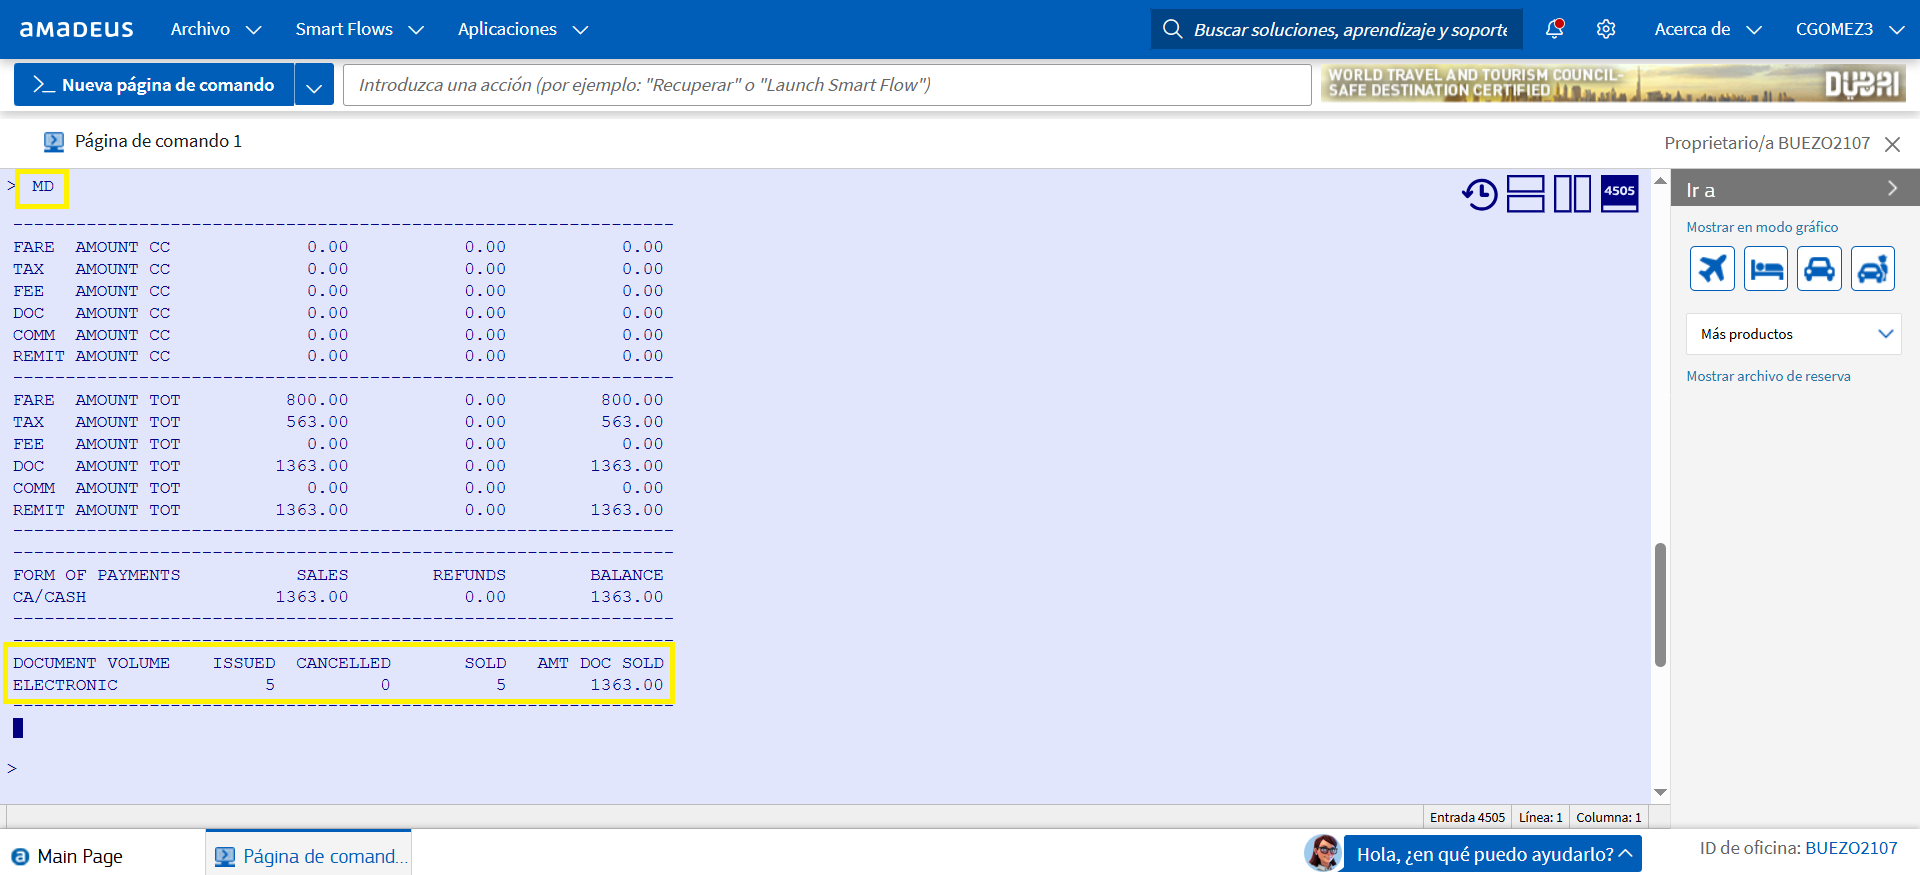 amadeus Archivo Smart Flows Aplicaciones Buscar soluciones, aprendizaje y soporte Acerca de CGOMEZ3
Nueva página de comando Introduzca una acción (por ejemplo: "Recuperar" o "Launch Smart Flow")
WORLD TRAVEL AND TOURISM COUNCIL-
SAFE DESTINATION CERTIFIED
DUBAI
Página de comando 1 Proprietario/a BUEZO2107
> MD
4505
---------------------------------------------------------------
FARE AMOUNT CC 0.00 0.00 0.00
TAX AMOUNT CC 0.00 0.00 0.00
FEE AMOUNT CC 0.00 0.00 0.00
DOC AMOUNT CC 0.00 0.00 0.00
COMM AMOUNT CC 0.00 0.00 0.00
REMIT AMOUNT CC 0.00 0.00 0.00
---------------------------------------------------------------
FARE AMOUNT TOT 800.00 0.00 800.00
TAX AMOUNT TOT 563.00 0.00 563.00
FEE AMOUNT TOT 0.00 0.00 0.00
DOC AMOUNT TOT 1363.00 0.00 1363.00
COMM AMOUNT TOT 0.00 0.00 0.00
REMIT AMOUNT TOT 1363.00 0.00 1363.00
---------------------------------------------------------------
---------------------------------------------------------------
FORM OF PAYMENTS SALES REFUNDS BALANCE
CA/CASH 1363.00 0.00 1363.00
---------------------------------------------------------------
---------------------------------------------------------------
DOCUMENT VOLUME ISSUED CANCELLED SOLD AMT DOC SOLD
ELECTRONIC 5 0 5 1363.00
---------------------------------------------------------------
>
Ir a
Mostrar en modo gráfico
Más productos
Mostrar archivo de reserva
Entrada 4505 Línea: 1 Columna: 1
Main Page Página de comand... Hola, ¿en qué puedo ayudarlo? ID de oficina: BUEZO2107